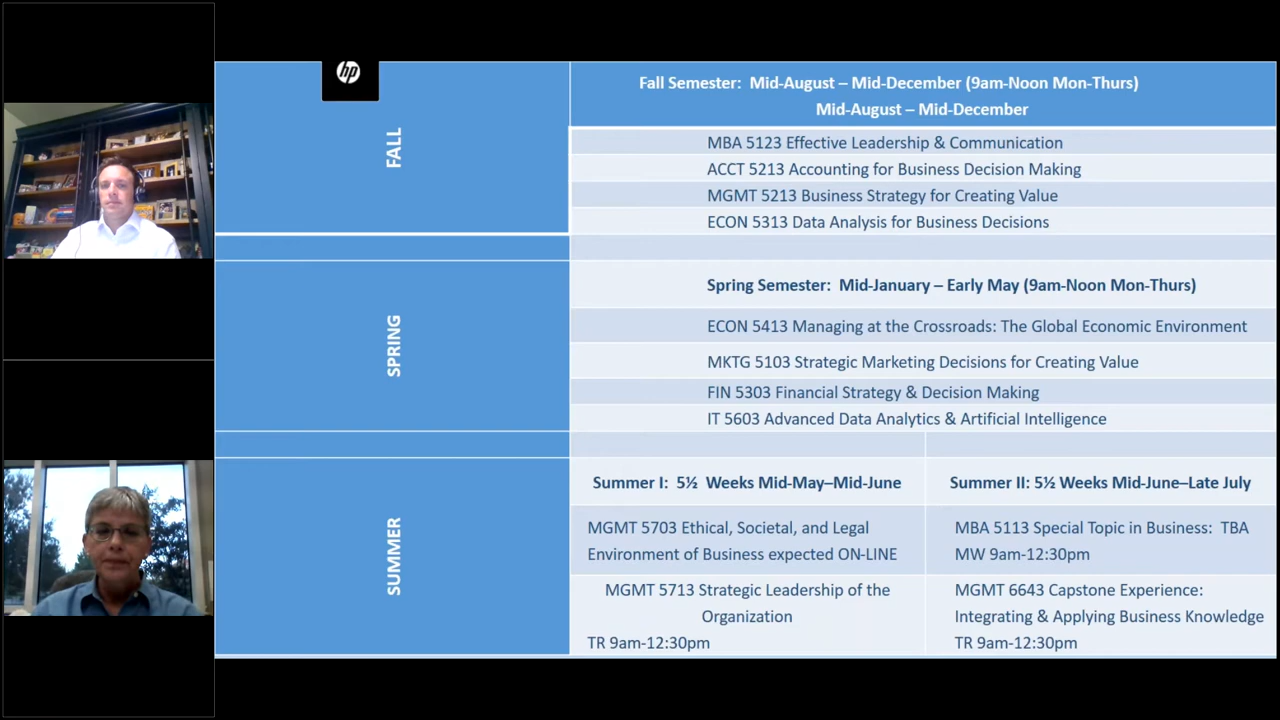 hp
Fall Semester: Mid-August – Mid-December (9am-Noon Mon-Thurs)
Mid-August – Mid-December
FALL
MBA 5123 Effective Leadership & Communication
ACCT 5213 Accounting for Business Decision Making
MGMT 5213 Business Strategy for Creating Value
ECON 5313 Data Analysis for Business Decisions
SPRING
Spring Semester: Mid-January – Early May (9am-Noon Mon-Thurs)
ECON 5413 Managing at the Crossroads: The Global Economic Environment
MKTG 5103 Strategic Marketing Decisions for Creating Value
FIN 5303 Financial Strategy & Decision Making
IT 5603 Advanced Data Analytics & Artificial Intelligence
SUMMER
Summer I: 5½ Weeks Mid-May–Mid-June
Summer II: 5½ Weeks Mid-June–Late July
MGMT 5703 Ethical, Societal, and Legal
Environment of Business expected ON-LINE
MBA 5113 Special Topic in Business: TBA
MW 9am-12:30pm
MGMT 5713 Strategic Leadership of the
Organization
TR 9am-12:30pm
MGMT 6643 Capstone Experience:
Integrating & Applying Business Knowledge
TR 9am-12:30pm